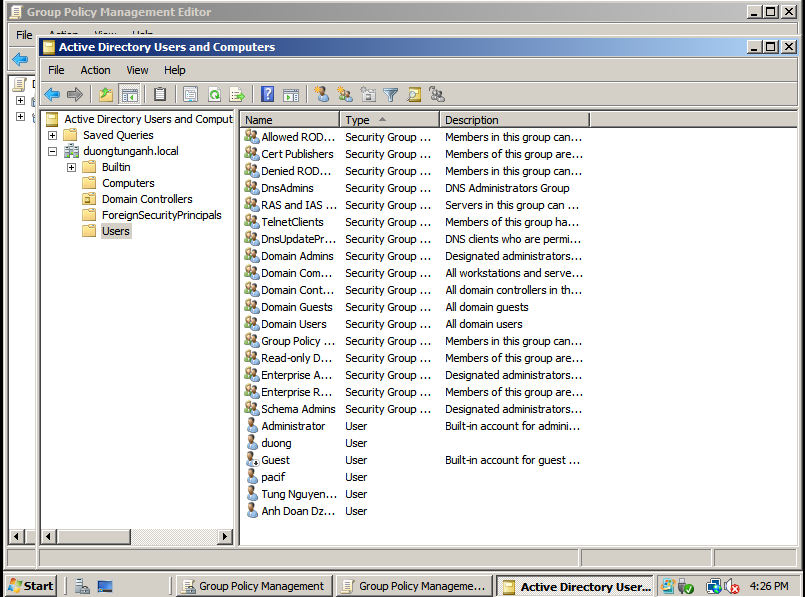 Group Policy Management Editor
File Action View Help
Active Directory Users and Computers
File Action View Help
Active Directory Users and Comput
Saved Queries
duongtunganh.local
Builtin
Computers
Domain Controllers
ForeignSecurityPrincipals
Users
Name Type Description
Allowed ROD... Security Group ... Members in this group can...
Cert Publishers Security Group ... Members of this group are...
Denied ROD... Security Group ... Members in this group can...
DnsAdmins Security Group ... DNS Administrators Group
RAS and IAS ... Security Group ... Servers in this group can ...
TelnetClients Security Group ... Members of this group ha...
DnsUpdatePr... Security Group ... DNS clients who are permi...
Domain Admins Security Group ... Designated administrators...
Domain Com... Security Group ... All workstations and serve...
Domain Cont... Security Group ... All domain controllers in th...
Domain Guests Security Group ... All domain guests
Domain Users Security Group ... All domain users
Group Policy ... Security Group ... Members in this group can...
Read-only D... Security Group ... Members of this group are...
Enterprise A... Security Group ... Designated administrators...
Enterprise R... Security Group ... Members of this group are...
Schema Admins Security Group ... Designated administrators...
Administrator User Built-in account for admini...
duong User
Guest User Built-in account for guest ...
pacif User
Tung Nguyen... User
Anh Doan Dz... User
Start Group Policy Management Group Policy Manageme... Active Directory User... 4:26 PM